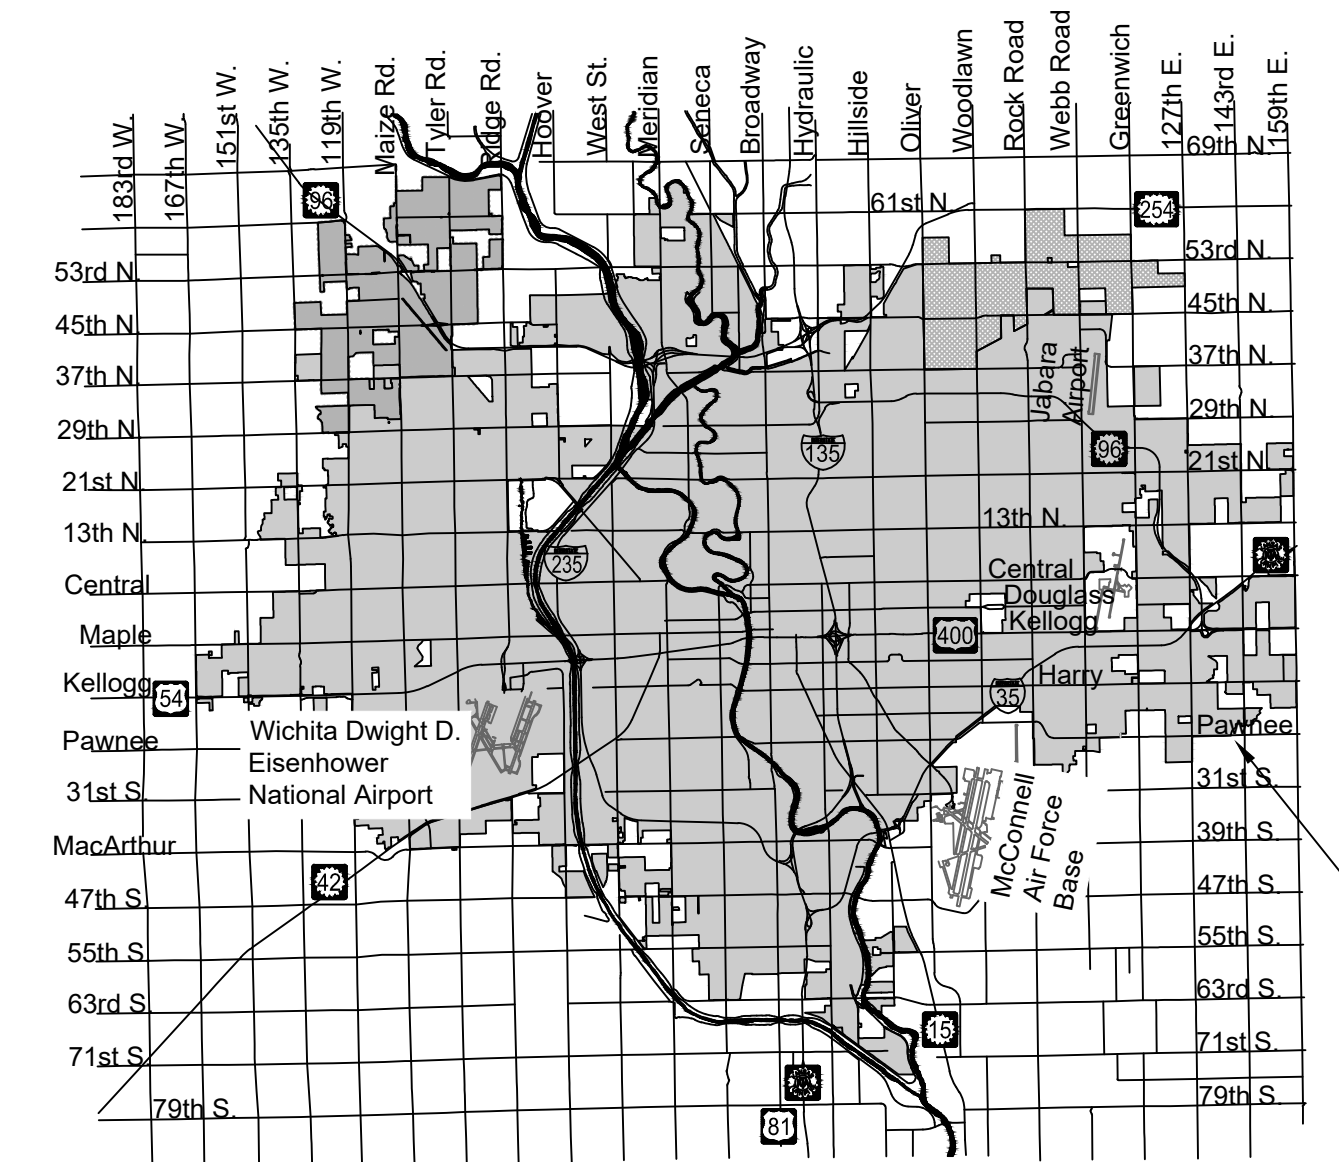 183rd W.
167th W.
151st W.
135th W.
119th W.
Maize Rd.
Tyler Rd.
Ridge Rd.
Hoover
West St.
Meridian
Seneca
Broadway
Hydraulic
Hillside
Oliver
Woodlawn
Rock Road
Webb Road
Greenwich
127th E.
143rd E.
159th E.
69th N.
96
61st N.
254
53rd N.
53rd N.
45th N.
45th N.
37th N.
37th N.
Jabara
Airport
29th N.
29th N.
135
96
21st N.
21st N.
13th N.
13th N.
235
Central
Central
Douglass
Maple
Kellogg
400
Kellogg
54
Harry
35
Wichita Dwight D.
Eisenhower
National Airport
Pawnee
Pawnee
31st S.
31st S.
McConnell
Air Force
Base
MacArthur
39th S.
42
47th S.
47th S.
55th S.
55th S.
63rd S.
63rd S.
15
71st S.
71st S.
79th S.
79th S.
81